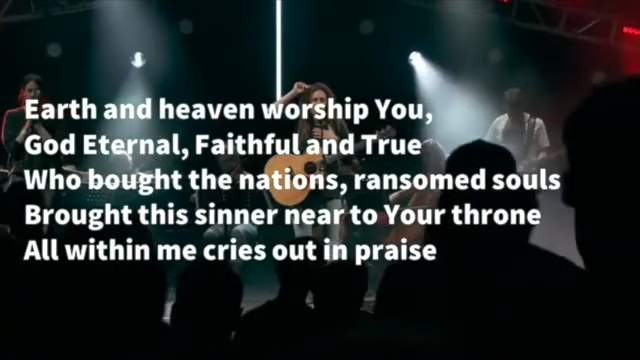 Earth and heaven worship You,
God Eternal, Faithful and True
Who bought the nations, ransomed souls
Brought this sinner near to Your throne
All within me cries out in praise